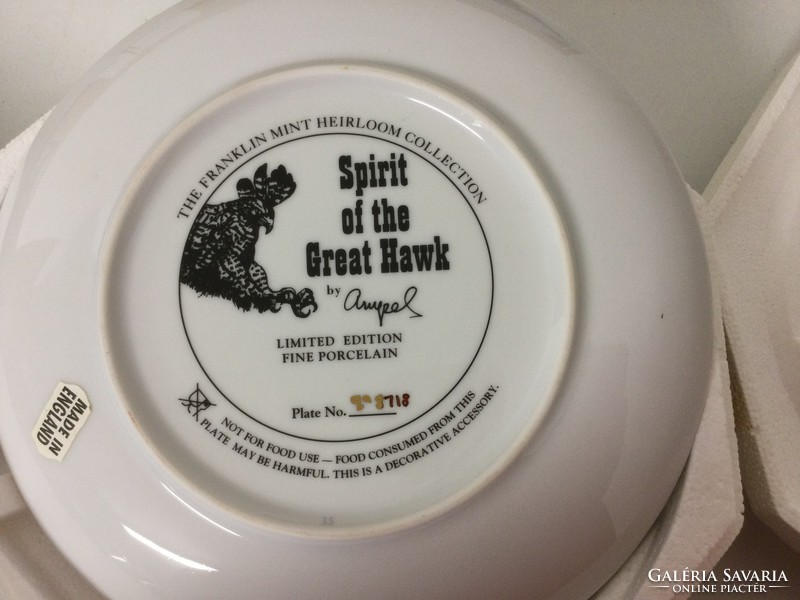 THE FRANKLIN MINT HEIRLOOM COLLECTION
Spirit
of the
Great Hawk
by
LIMITED EDITION
FINE PORCELAIN
Plate No. 8718
NOT FOR FOOD USE — FOOD CONSUMED FROM THIS
PLATE MAY BE HARMFUL. THIS IS A DECORATIVE ACCESSORY.
MADE IN
ENGLAND
35
GALÉRIA SAVARIA
ONLINE PIACTÉR